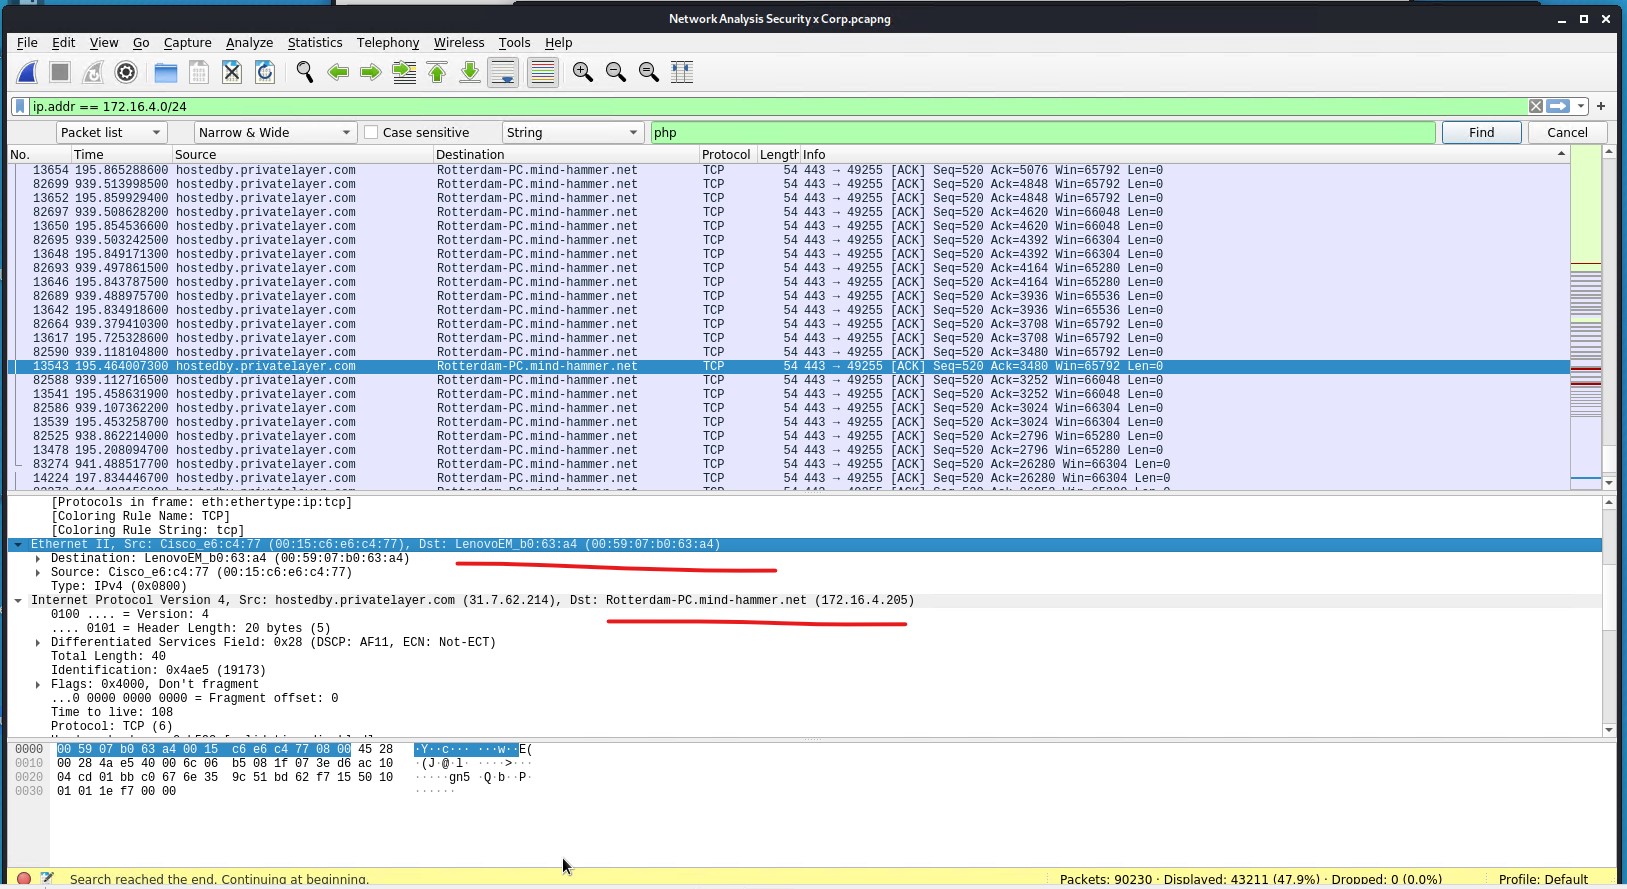 Network Analysis Security x Corp.pcapng
File Edit View Go Capture Analyze Statistics Telephony Wireless Tools Help
ip.addr == 172.16.4.0/24
Packet list Narrow & Wide Case sensitive String php Find Cancel
No. Time Source Destination Protocol Length Info
13654 195.865288600 hostedby.privatelayer.com Rotterdam-PC.mind-hammer.net TCP 54 443 → 49255 [ACK] Seq=520 Ack=5076 Win=65792 Len=0
82699 939.513998500 hostedby.privatelayer.com Rotterdam-PC.mind-hammer.net TCP 54 443 → 49255 [ACK] Seq=520 Ack=4848 Win=65792 Len=0
13652 195.859929400 hostedby.privatelayer.com Rotterdam-PC.mind-hammer.net TCP 54 443 → 49255 [ACK] Seq=520 Ack=4848 Win=65792 Len=0
82697 939.508628200 hostedby.privatelayer.com Rotterdam-PC.mind-hammer.net TCP 54 443 → 49255 [ACK] Seq=520 Ack=4620 Win=66048 Len=0
13650 195.854536600 hostedby.privatelayer.com Rotterdam-PC.mind-hammer.net TCP 54 443 → 49255 [ACK] Seq=520 Ack=4620 Win=66048 Len=0
82695 939.503242500 hostedby.privatelayer.com Rotterdam-PC.mind-hammer.net TCP 54 443 → 49255 [ACK] Seq=520 Ack=4392 Win=66304 Len=0
13648 195.849171300 hostedby.privatelayer.com Rotterdam-PC.mind-hammer.net TCP 54 443 → 49255 [ACK] Seq=520 Ack=4392 Win=66304 Len=0
82693 939.497861500 hostedby.privatelayer.com Rotterdam-PC.mind-hammer.net TCP 54 443 → 49255 [ACK] Seq=520 Ack=4164 Win=65280 Len=0
13646 195.843787500 hostedby.privatelayer.com Rotterdam-PC.mind-hammer.net TCP 54 443 → 49255 [ACK] Seq=520 Ack=4164 Win=65280 Len=0
82689 939.488975700 hostedby.privatelayer.com Rotterdam-PC.mind-hammer.net TCP 54 443 → 49255 [ACK] Seq=520 Ack=3936 Win=65536 Len=0
13642 195.834918600 hostedby.privatelayer.com Rotterdam-PC.mind-hammer.net TCP 54 443 → 49255 [ACK] Seq=520 Ack=3936 Win=65536 Len=0
82664 939.379410300 hostedby.privatelayer.com Rotterdam-PC.mind-hammer.net TCP 54 443 → 49255 [ACK] Seq=520 Ack=3708 Win=65792 Len=0
13617 195.725328600 hostedby.privatelayer.com Rotterdam-PC.mind-hammer.net TCP 54 443 → 49255 [ACK] Seq=520 Ack=3708 Win=65792 Len=0
82590 939.118104800 hostedby.privatelayer.com Rotterdam-PC.mind-hammer.net TCP 54 443 → 49255 [ACK] Seq=520 Ack=3480 Win=65792 Len=0
13543 195.464007300 hostedby.privatelayer.com Rotterdam-PC.mind-hammer.net TCP 54 443 → 49255 [ACK] Seq=520 Ack=3480 Win=65792 Len=0
82588 939.112716500 hostedby.privatelayer.com Rotterdam-PC.mind-hammer.net TCP 54 443 → 49255 [ACK] Seq=520 Ack=3252 Win=66048 Len=0
13541 195.458631900 hostedby.privatelayer.com Rotterdam-PC.mind-hammer.net TCP 54 443 → 49255 [ACK] Seq=520 Ack=3252 Win=66048 Len=0
82586 939.107362200 hostedby.privatelayer.com Rotterdam-PC.mind-hammer.net TCP 54 443 → 49255 [ACK] Seq=520 Ack=3024 Win=66304 Len=0
13539 195.453258700 hostedby.privatelayer.com Rotterdam-PC.mind-hammer.net TCP 54 443 → 49255 [ACK] Seq=520 Ack=3024 Win=66304 Len=0
82525 938.862214000 hostedby.privatelayer.com Rotterdam-PC.mind-hammer.net TCP 54 443 → 49255 [ACK] Seq=520 Ack=2796 Win=65280 Len=0
13478 195.208094700 hostedby.privatelayer.com Rotterdam-PC.mind-hammer.net TCP 54 443 → 49255 [ACK] Seq=520 Ack=2796 Win=65280 Len=0
83274 941.488517700 hostedby.privatelayer.com Rotterdam-PC.mind-hammer.net TCP 54 443 → 49255 [ACK] Seq=520 Ack=26280 Win=66304 Len=0
14224 197.834446700 hostedby.privatelayer.com Rotterdam-PC.mind-hammer.net TCP 54 443 → 49255 [ACK] Seq=520 Ack=26280 Win=66304 Len=0
[Protocols in frame: eth:ethertype:ip:tcp]
[Coloring Rule Name: TCP]
[Coloring Rule String: tcp]
Ethernet II, Src: Cisco_e6:c4:77 (00:15:c6:e6:c4:77), Dst: LenovoEM_b0:63:a4 (00:59:07:b0:63:a4)
Destination: LenovoEM_b0:63:a4 (00:59:07:b0:63:a4)
Source: Cisco_e6:c4:77 (00:15:c6:e6:c4:77)
Type: IPv4 (0x0800)
Internet Protocol Version 4, Src: hostedby.privatelayer.com (31.7.62.214), Dst: Rotterdam-PC.mind-hammer.net (172.16.4.205)
0100 .... = Version: 4
.... 0101 = Header Length: 20 bytes (5)
Differentiated Services Field: 0x28 (DSCP: AF11, ECN: Not-ECT)
Total Length: 40
Identification: 0x4ae5 (19173)
Flags: 0x4000, Don't fragment
...0 0000 0000 0000 = Fragment offset: 0
Time to live: 108
Protocol: TCP (6)
0000 00 59 07 b0 63 a4 00 15 c6 e6 c4 77 08 00 45 28 ·Y··c··· ···w··E(
0010 00 28 4a e5 40 00 6c 06 b5 08 1f 07 3e d6 ac 10 ·(J·@·l· ····>···
0020 04 cd 01 bb c0 67 6e 35 9c 51 bd 62 f7 15 50 10 ·····gn5 ·Q·b··P·
0030 01 01 1e f7 00 00 ······
Search reached the end. Continuing at beginning. Packets: 90230 · Displayed: 43211 (47.9%) · Dropped: 0 (0.0%) Profile: Default